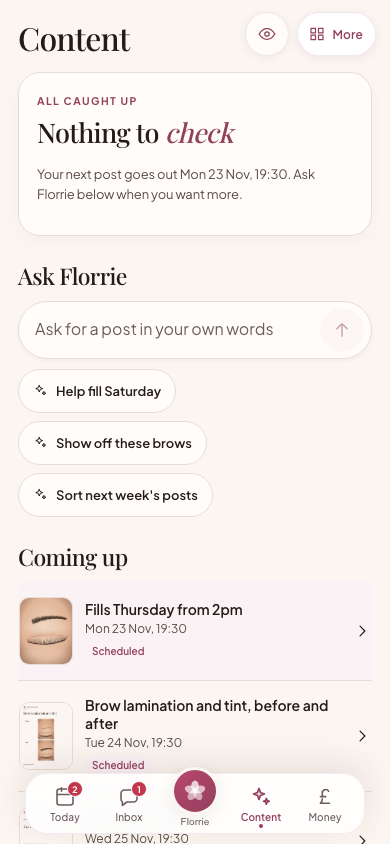 Content
More
ALL CAUGHT UP
Nothing to check
Your next post goes out Mon 23 Nov, 19:30. Ask
Florrie below when you want more.
Ask Florrie
Ask for a post in your own words
Help fill Saturday
Show off these brows
Sort next week's posts
Coming up
Fills Thursday from 2pm
Mon 23 Nov, 19:30
Scheduled
Brow lamination and tint, before and
after
Tue 24 Nov, 19:30
Scheduled
Wed 25 Nov, 19:30
2
1
Today
Inbox
Florrie
Content
£
Money